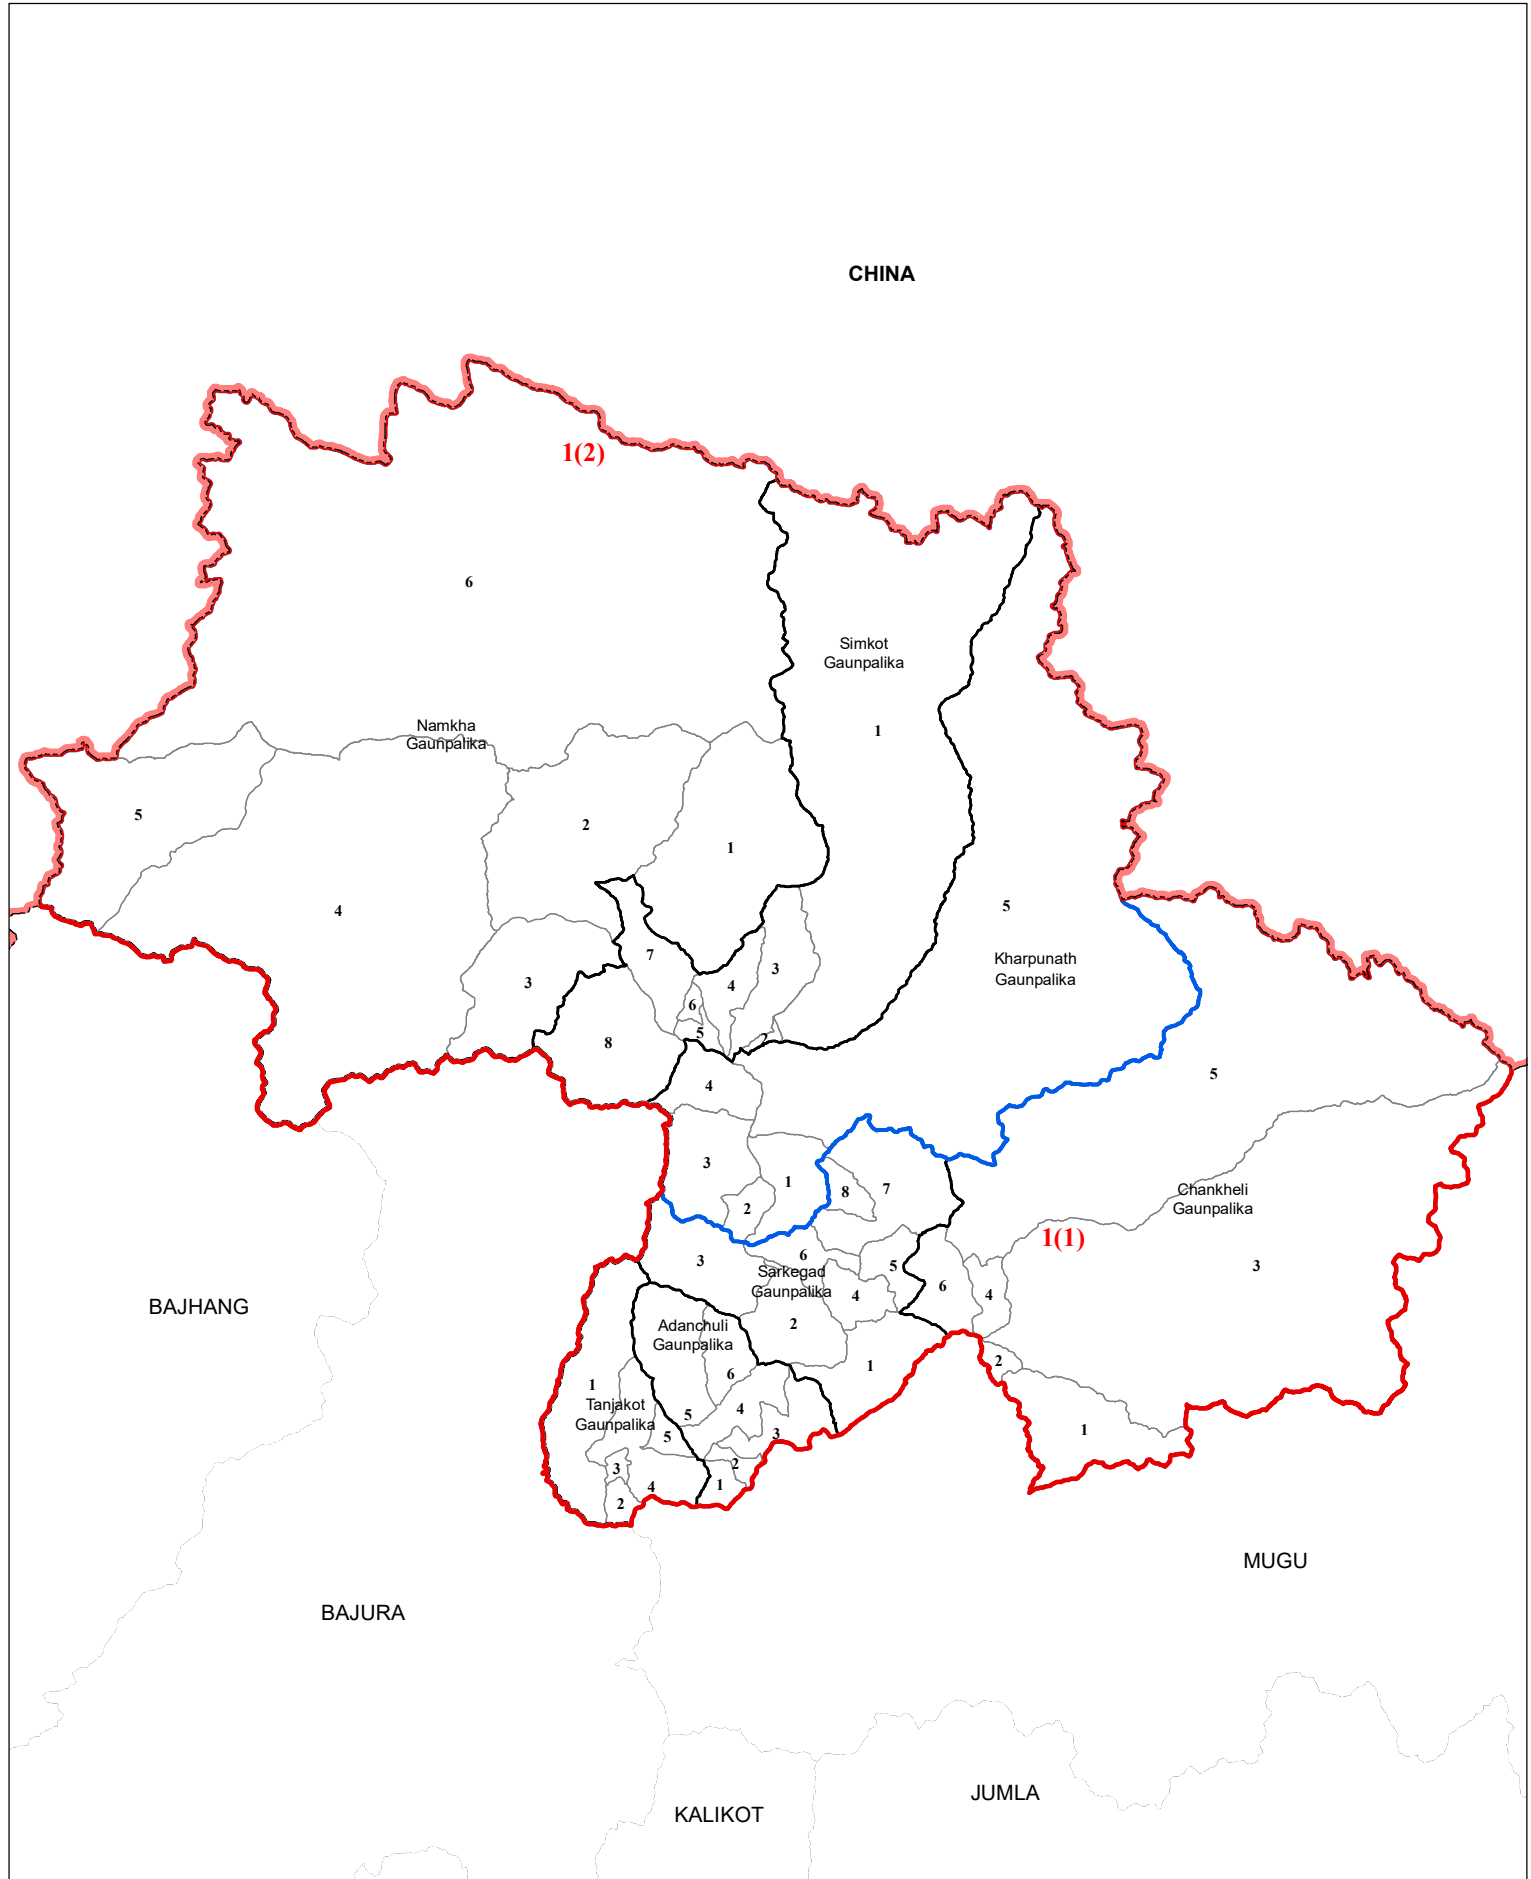 CHINA
1(2)
6
Simkot
Gaunpalika
Namkha
Gaunpalika
1
5
2
1
4
5
7
Kharpunath
Gaunpalika
3
3
4
6
5
2
8
5
4
3
1
7
8
Chankheli
Gaunpalika
2
1(1)
6
3
5
3
Sarkegad
Gaunpalika
6
4
4
BAJHANG
2
Adanchuli
Gaunpalika
2
1
6
1
Tanjakot
Gaunpalika
4
5
1
3
5
2
3
1
4
2
MUGU
BAJURA
JUMLA
KALIKOT